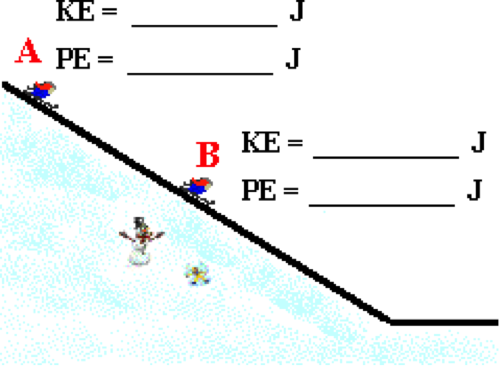 KE = __________ J
A PE = __________ J
B KE = __________ J
PE = __________ J